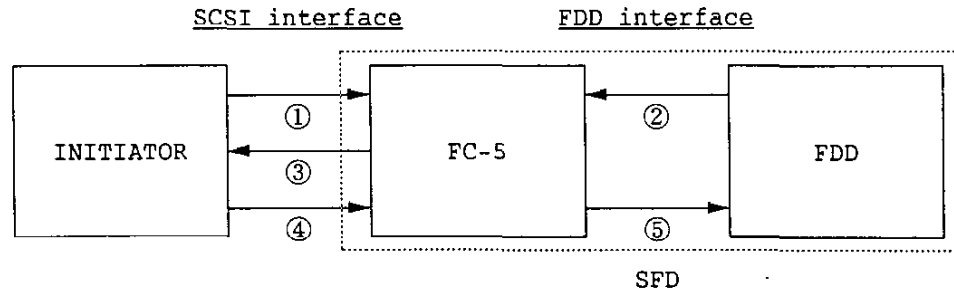 SCSI interface FDD interface
① ②
INITIATOR FC-5 FDD
③
④ ⑤
SFD